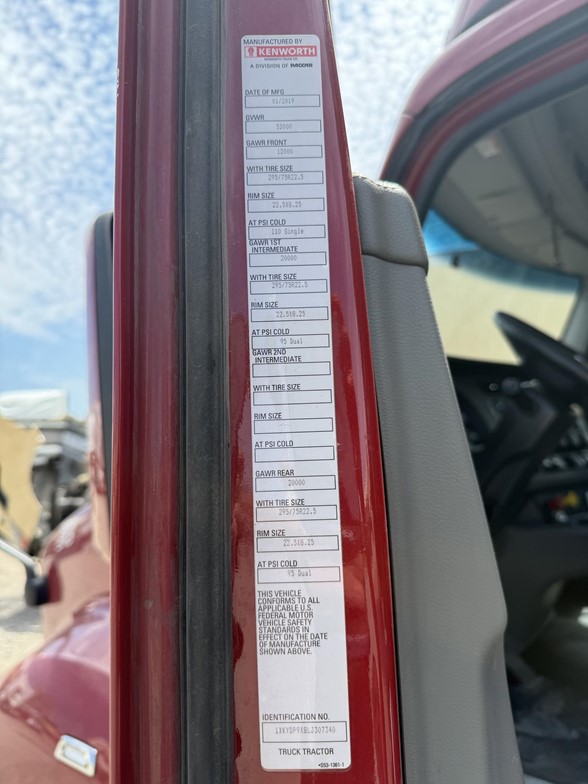 MANUFACTURED BY
KENWORTH
KENWORTH TRUCK CO.
A DIVISION OF PACCAR
DATE OF MFG
01/2019
GVWR
52000
GAWR FRONT
12000
WITH TIRE SIZE
295/75R22.5
RIM SIZE
22.5X8.25
AT PSI COLD
110 Single
GAWR 1ST
INTERMEDIATE
20000
WITH TIRE SIZE
295/75R22.5
RIM SIZE
22.5X8.25
AT PSI COLD
95 Dual
GAWR 2ND
INTERMEDIATE
WITH TIRE SIZE
RIM SIZE
AT PSI COLD
GAWR REAR
20000
WITH TIRE SIZE
295/75R22.5
RIM SIZE
22.5X8.25
AT PSI COLD
95 Dual
THIS VEHICLE
CONFORMS TO ALL
APPLICABLE U.S.
FEDERAL MOTOR
VEHICLE SAFETY
STANDARDS IN
EFFECT ON THE DATE
OF MANUFACTURE
SHOWN ABOVE.
IDENTIFICATION NO.
TRUCK TRACTOR